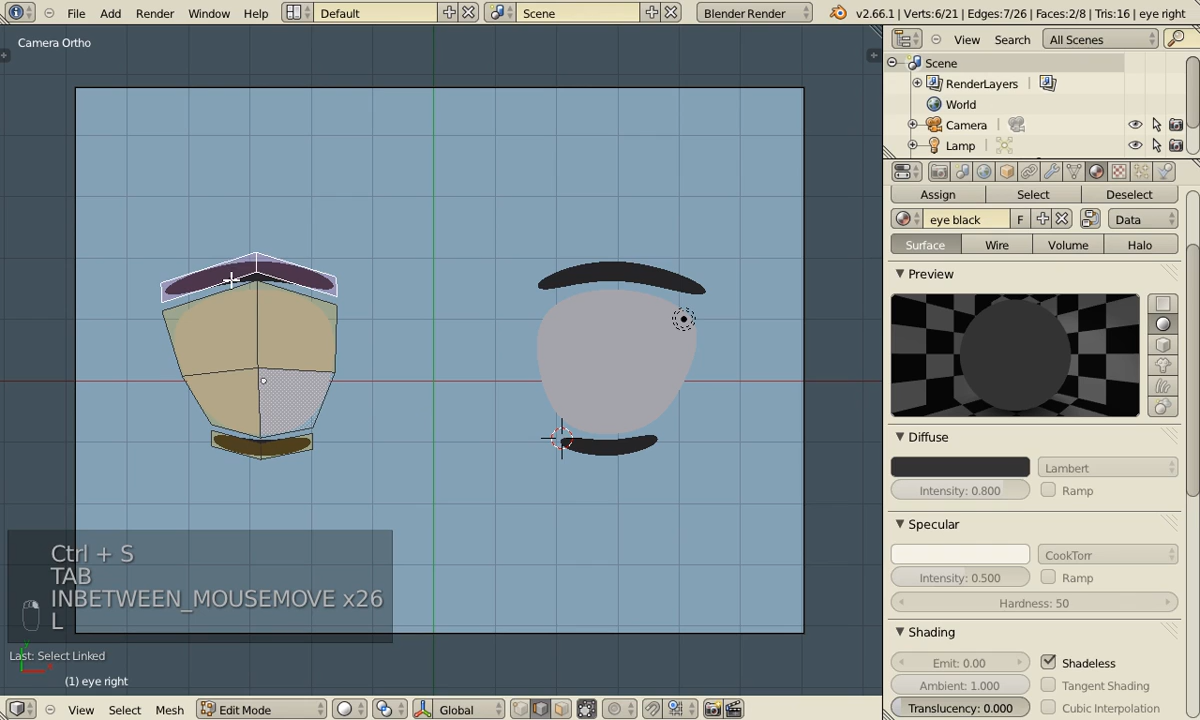 File Add Render Window Help Default Scene Blender Render v2.66.1 | Verts:6/21 | Edges:7/26 | Faces:2/8 | Tris:16 | eye right
Camera Ortho
View Search All Scenes
Scene
RenderLayers |
World
Camera |
Lamp |
Assign Select Deselect
eye black F Data
Surface Wire Volume Halo
Preview
Diffuse
Lambert
Intensity: 0.800 Ramp
Specular
CookTorr
Intensity: 0.500 Ramp
Hardness: 50
Shading
Emit: 0.00 Shadeless
Ambient: 1.000 Tangent Shading
Translucency: 0.000 Cubic Interpolation
Ctrl + S
TAB
INBETWEEN_MOUSEMOVE x26
L
Last: Select Linked
(1) eye right
View Select Mesh Edit Mode Global